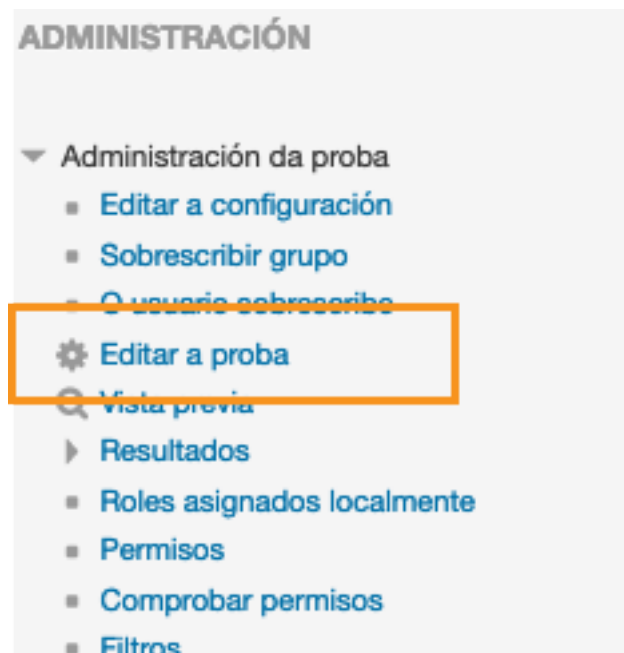 ADMINISTRACIÓN
Administración da proba
Editar a configuración
Sobrescribir grupo
O usuario sobrescribe
Editar a proba
Vista previa
Resultados
Roles asignados localmente
Permisos
Comprobar permisos
Filtros